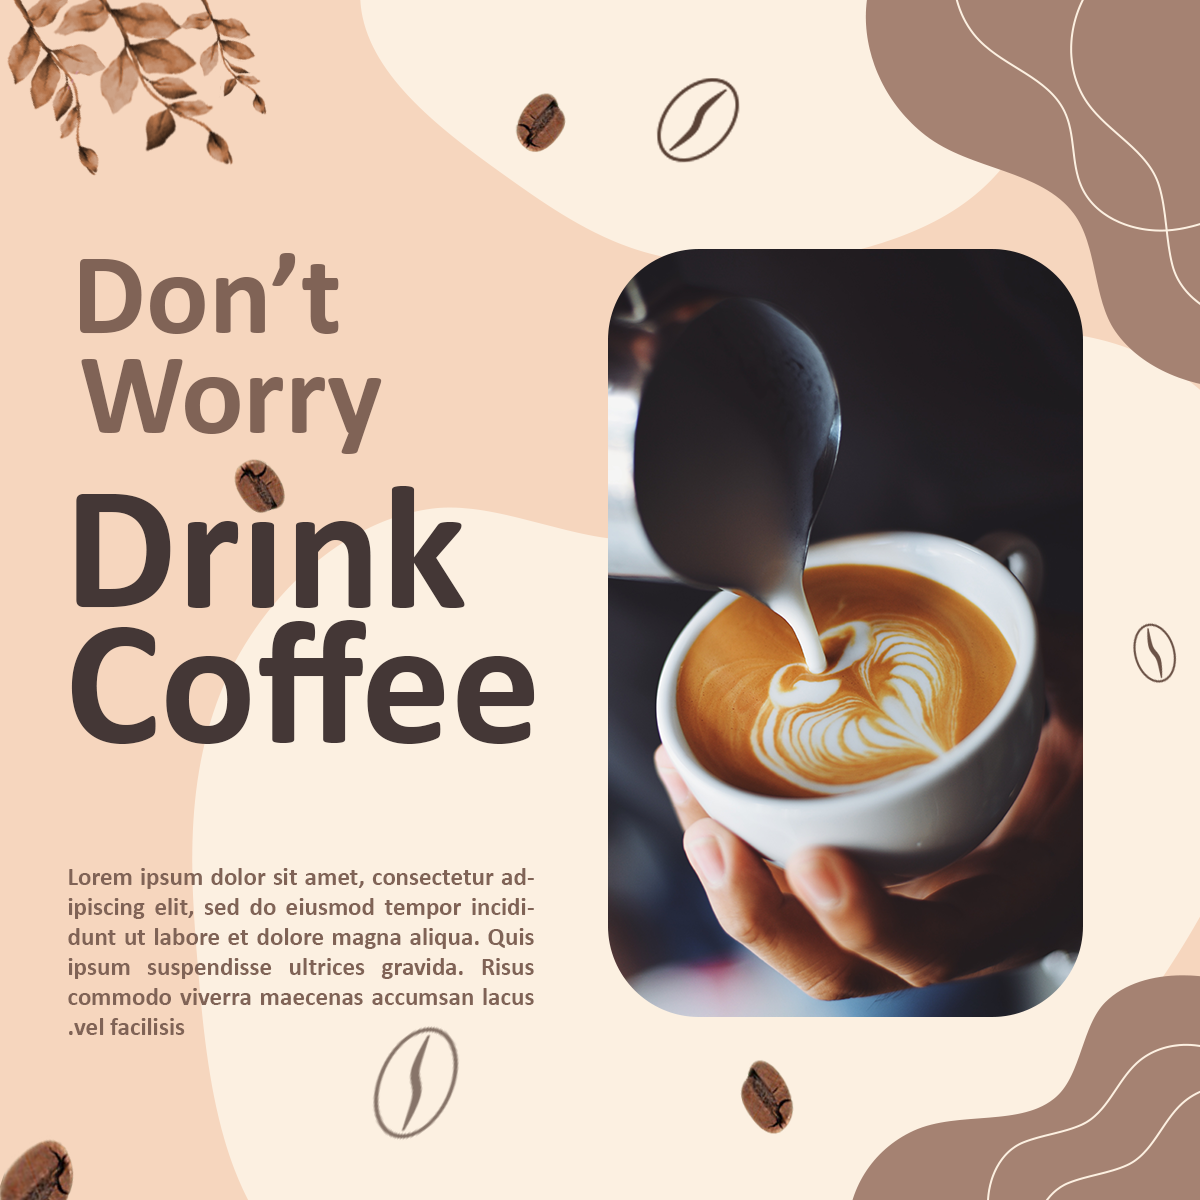 Don’t
Worry
Drink
Coffee
Lorem ipsum dolor sit amet, consectetur ad-
ipiscing elit, sed do eiusmod tempor incidi-
dunt ut labore et dolore magna aliqua. Quis
ipsum suspendisse ultrices gravida. Risus
commodo viverra maecenas accumsan lacus
.vel facilisis